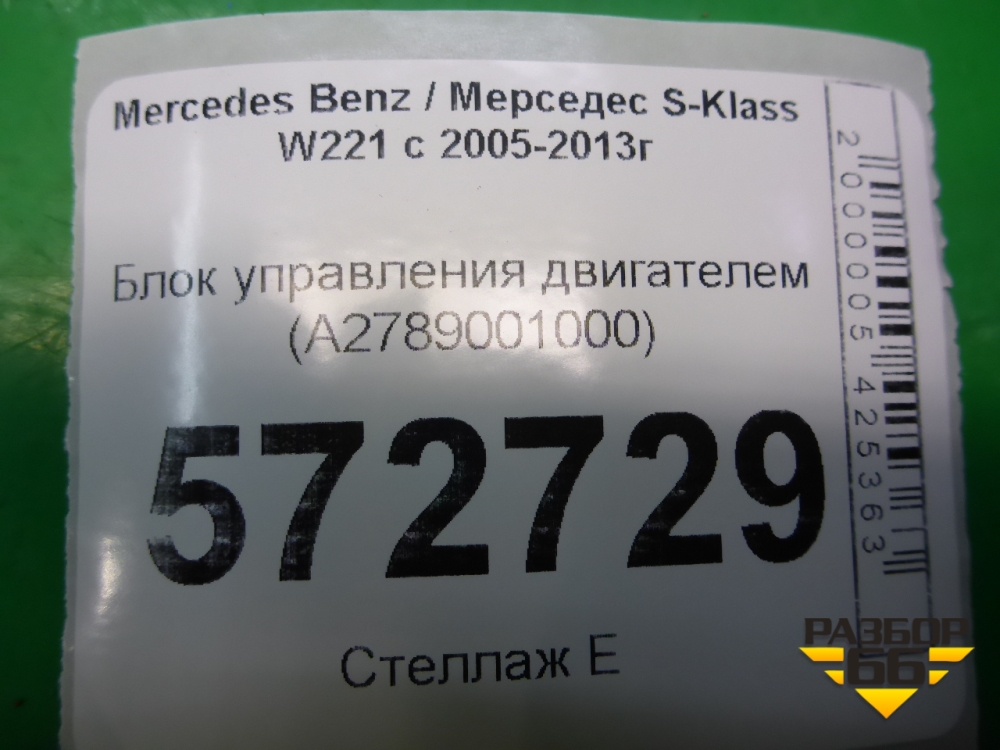 Mercedes Benz / Мерседес S-Klass
W221 с 2005-2013г
Блок управления двигателем
(A2789001000)
572729
Стеллаж E
2000005425363
РАЗБОР
66